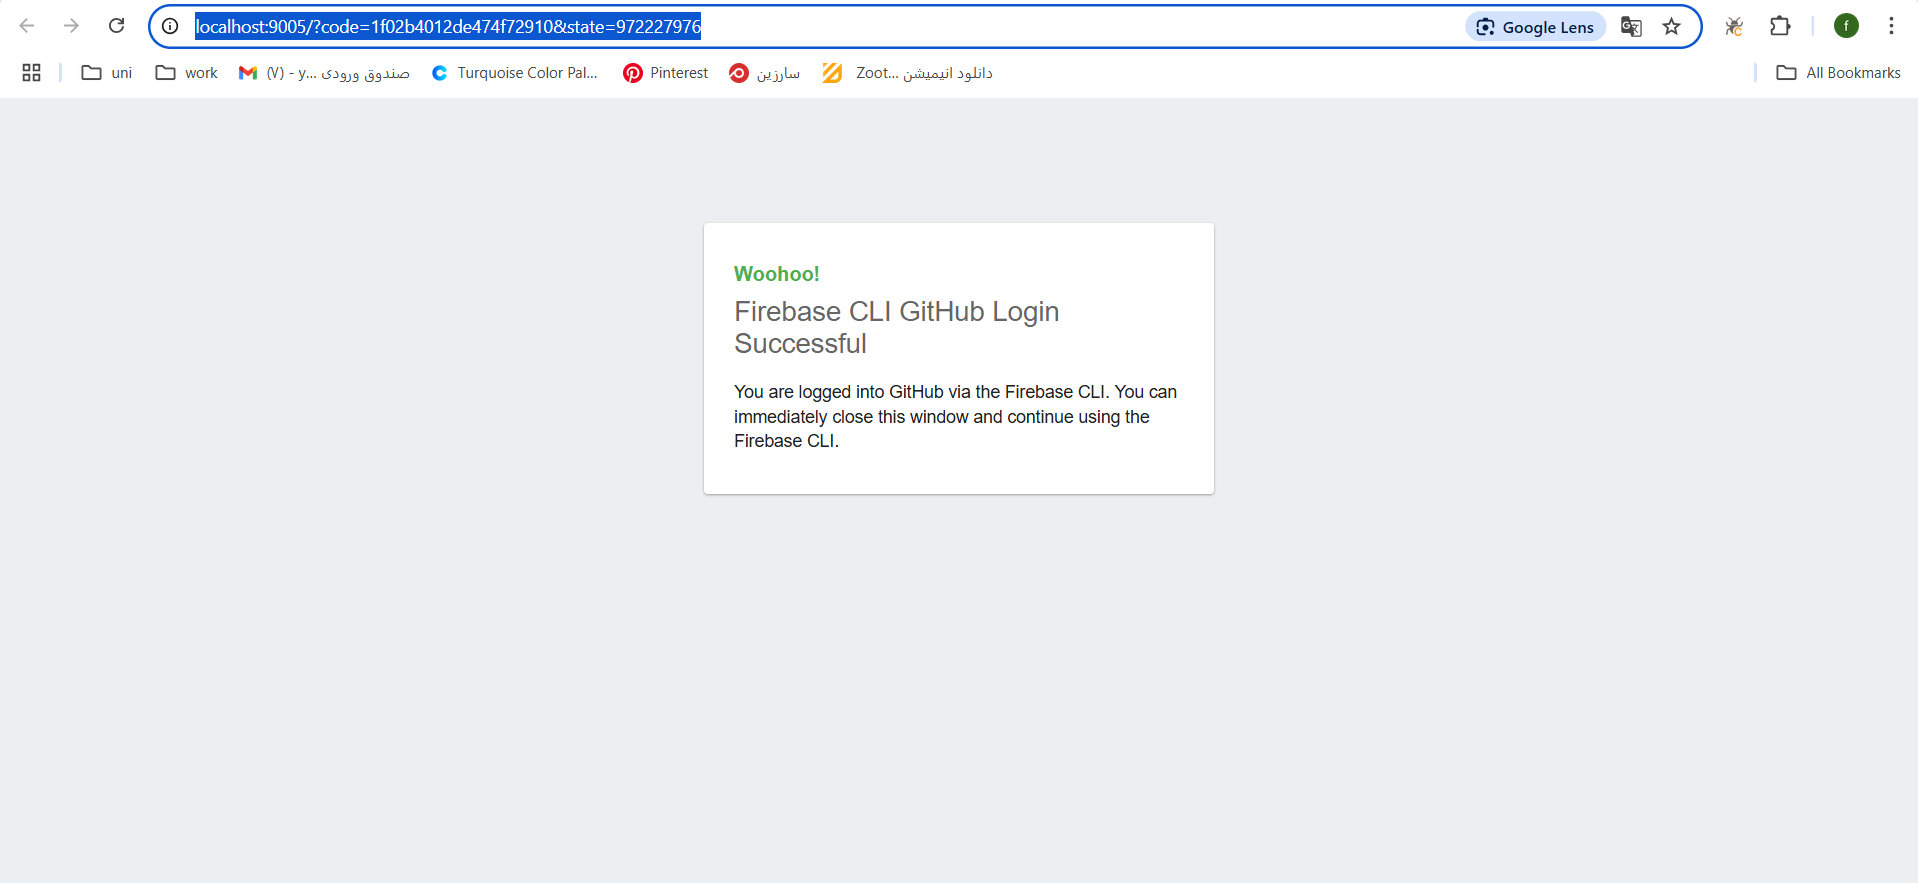 localhost:9005/?code=1f02b4012de474f72910&state=972227976
Google Lens
f
uni
work
صندوق ورودی (۷) - y...
Turquoise Color Pal...
Pinterest
سارزین
دانلود انیمیشن Zoot...
All Bookmarks
Woohoo!
Firebase CLI GitHub Login
Successful
You are logged into GitHub via the Firebase CLI. You can
immediately close this window and continue using the
Firebase CLI.